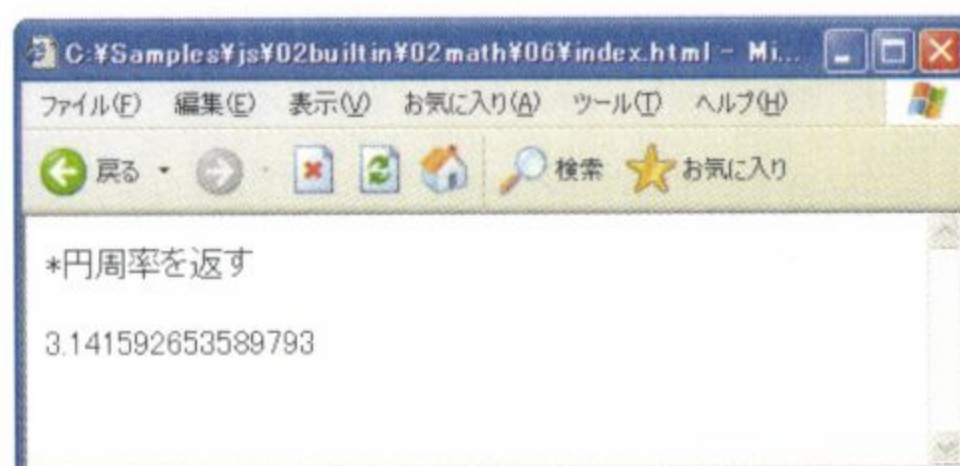 C:¥Samples¥js¥02builtin¥02math¥06¥index.html - Mi...
ファイル(F) 編集(E) 表示(V) お気に入り(A) ツール(T) ヘルプ(H)
戻る 検索 お気に入り
*円周率を返す
3.141592653589793